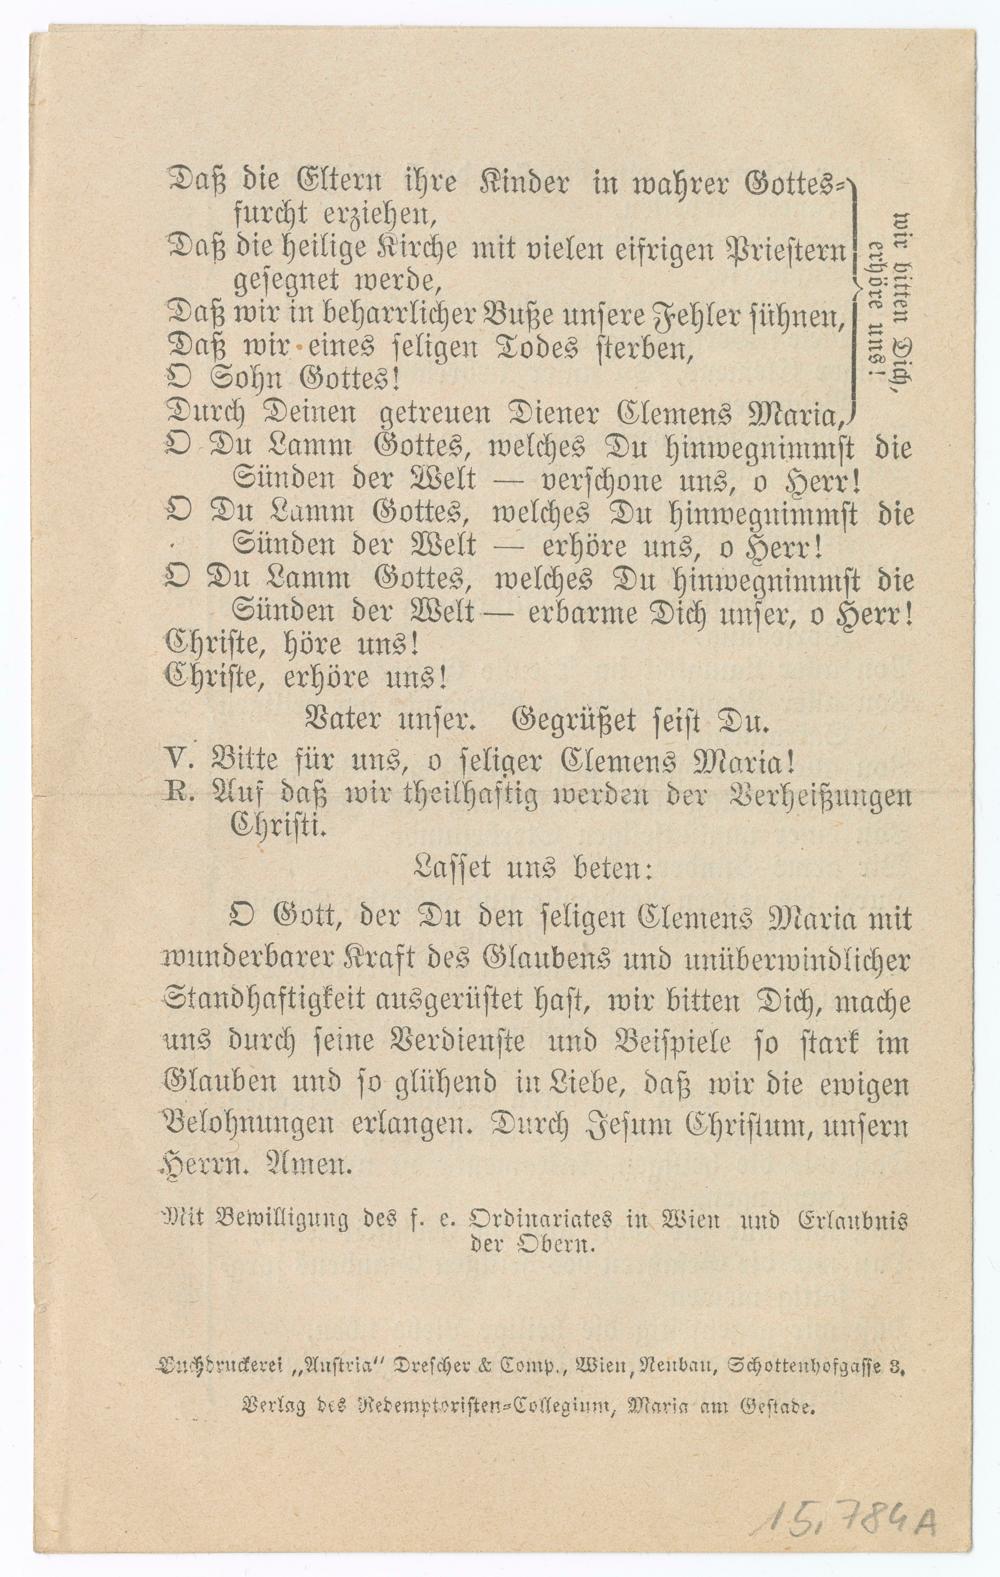 Daß die Eltern ihre Kinder in wahrer Gottes-
furcht erziehen,
Daß die heilige Kirche mit vielen eifrigen Priestern
gesegnet werde,
Daß wir in beharrlicher Buße unsere Fehler sühnen,
Daß wir eines seligen Todes sterben,
O Sohn Gottes!
Durch Deinen getreuen Diener Clemens Maria,
wir bitten Dich,
erhöre uns!
O Du Lamm Gottes, welches Du hinwegnimmst die
Sünden der Welt — verschone uns, o Herr!
O Du Lamm Gottes, welches Du hinwegnimmst die
Sünden der Welt — erhöre uns, o Herr!
O Du Lamm Gottes, welches Du hinwegnimmst die
Sünden der Welt — erbarme Dich unser, o Herr!
Christe, höre uns!
Christe, erhöre uns!
Vater unser. Gegrüßet seist Du.
V. Bitte für uns, o seliger Clemens Maria!
R. Auf daß wir theilhaftig werden der Verheißungen
Christi.
Lasset uns beten:
O Gott, der Du den seligen Clemens Maria mit
wunderbarer Kraft des Glaubens und unüberwindlicher
Standhaftigkeit ausgerüstet hast, wir bitten Dich, mache
uns durch seine Verdienste und Beispiele so stark im
Glauben und so glühend in Liebe, daß wir die ewigen
Belohnungen erlangen. Durch Jesum Christum, unsern
Herrn. Amen.
Mit Bewilligung des f. e. Ordinariates in Wien und Erlaubnis
der Obern.
Buchdruckerei „Austria" Drescher & Comp., Wien, Neubau, Schottenhofgasse 3.
Verlag des Redemptoristen-Collegium, Maria am Gestade.
15,784A